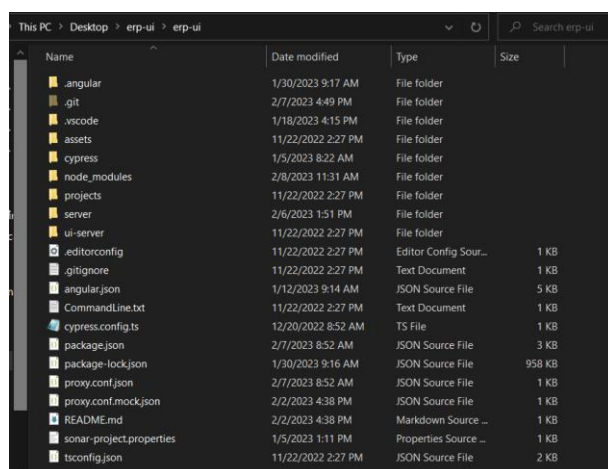 This PC > Desktop > erp-ui > erp-ui Search erp-ui
Name Date modified Type Size
.angular 1/30/2023 9:17 AM File folder
.git 2/7/2023 4:49 PM File folder
.vscode 1/18/2023 4:15 PM File folder
assets 11/22/2022 2:27 PM File folder
cypress 1/5/2023 8:22 AM File folder
node_modules 2/8/2023 11:31 AM File folder
projects 11/22/2022 2:27 PM File folder
server 2/6/2023 1:51 PM File folder
ui-server 11/22/2022 2:27 PM File folder
.editorconfig 11/22/2022 2:27 PM Editor Config Sour... 1 KB
.gitignore 11/22/2022 2:27 PM Text Document 1 KB
angular.json 1/12/2023 9:14 AM JSON Source File 5 KB
CommandLine.txt 11/22/2022 2:27 PM Text Document 1 KB
cypress.config.ts 12/20/2022 8:52 AM TS File 1 KB
package.json 2/7/2023 8:52 AM JSON Source File 3 KB
package-lock.json 1/30/2023 9:16 AM JSON Source File 958 KB
proxy.conf.json 2/7/2023 8:52 AM JSON Source File 1 KB
proxy.conf.mock.json 2/2/2023 4:38 PM JSON Source File 1 KB
README.md 2/2/2023 4:38 PM Markdown Source ... 1 KB
sonar-project.properties 1/5/2023 1:11 PM Properties Source ... 1 KB
tsconfig.json 11/22/2022 2:27 PM JSON Source File 2 KB